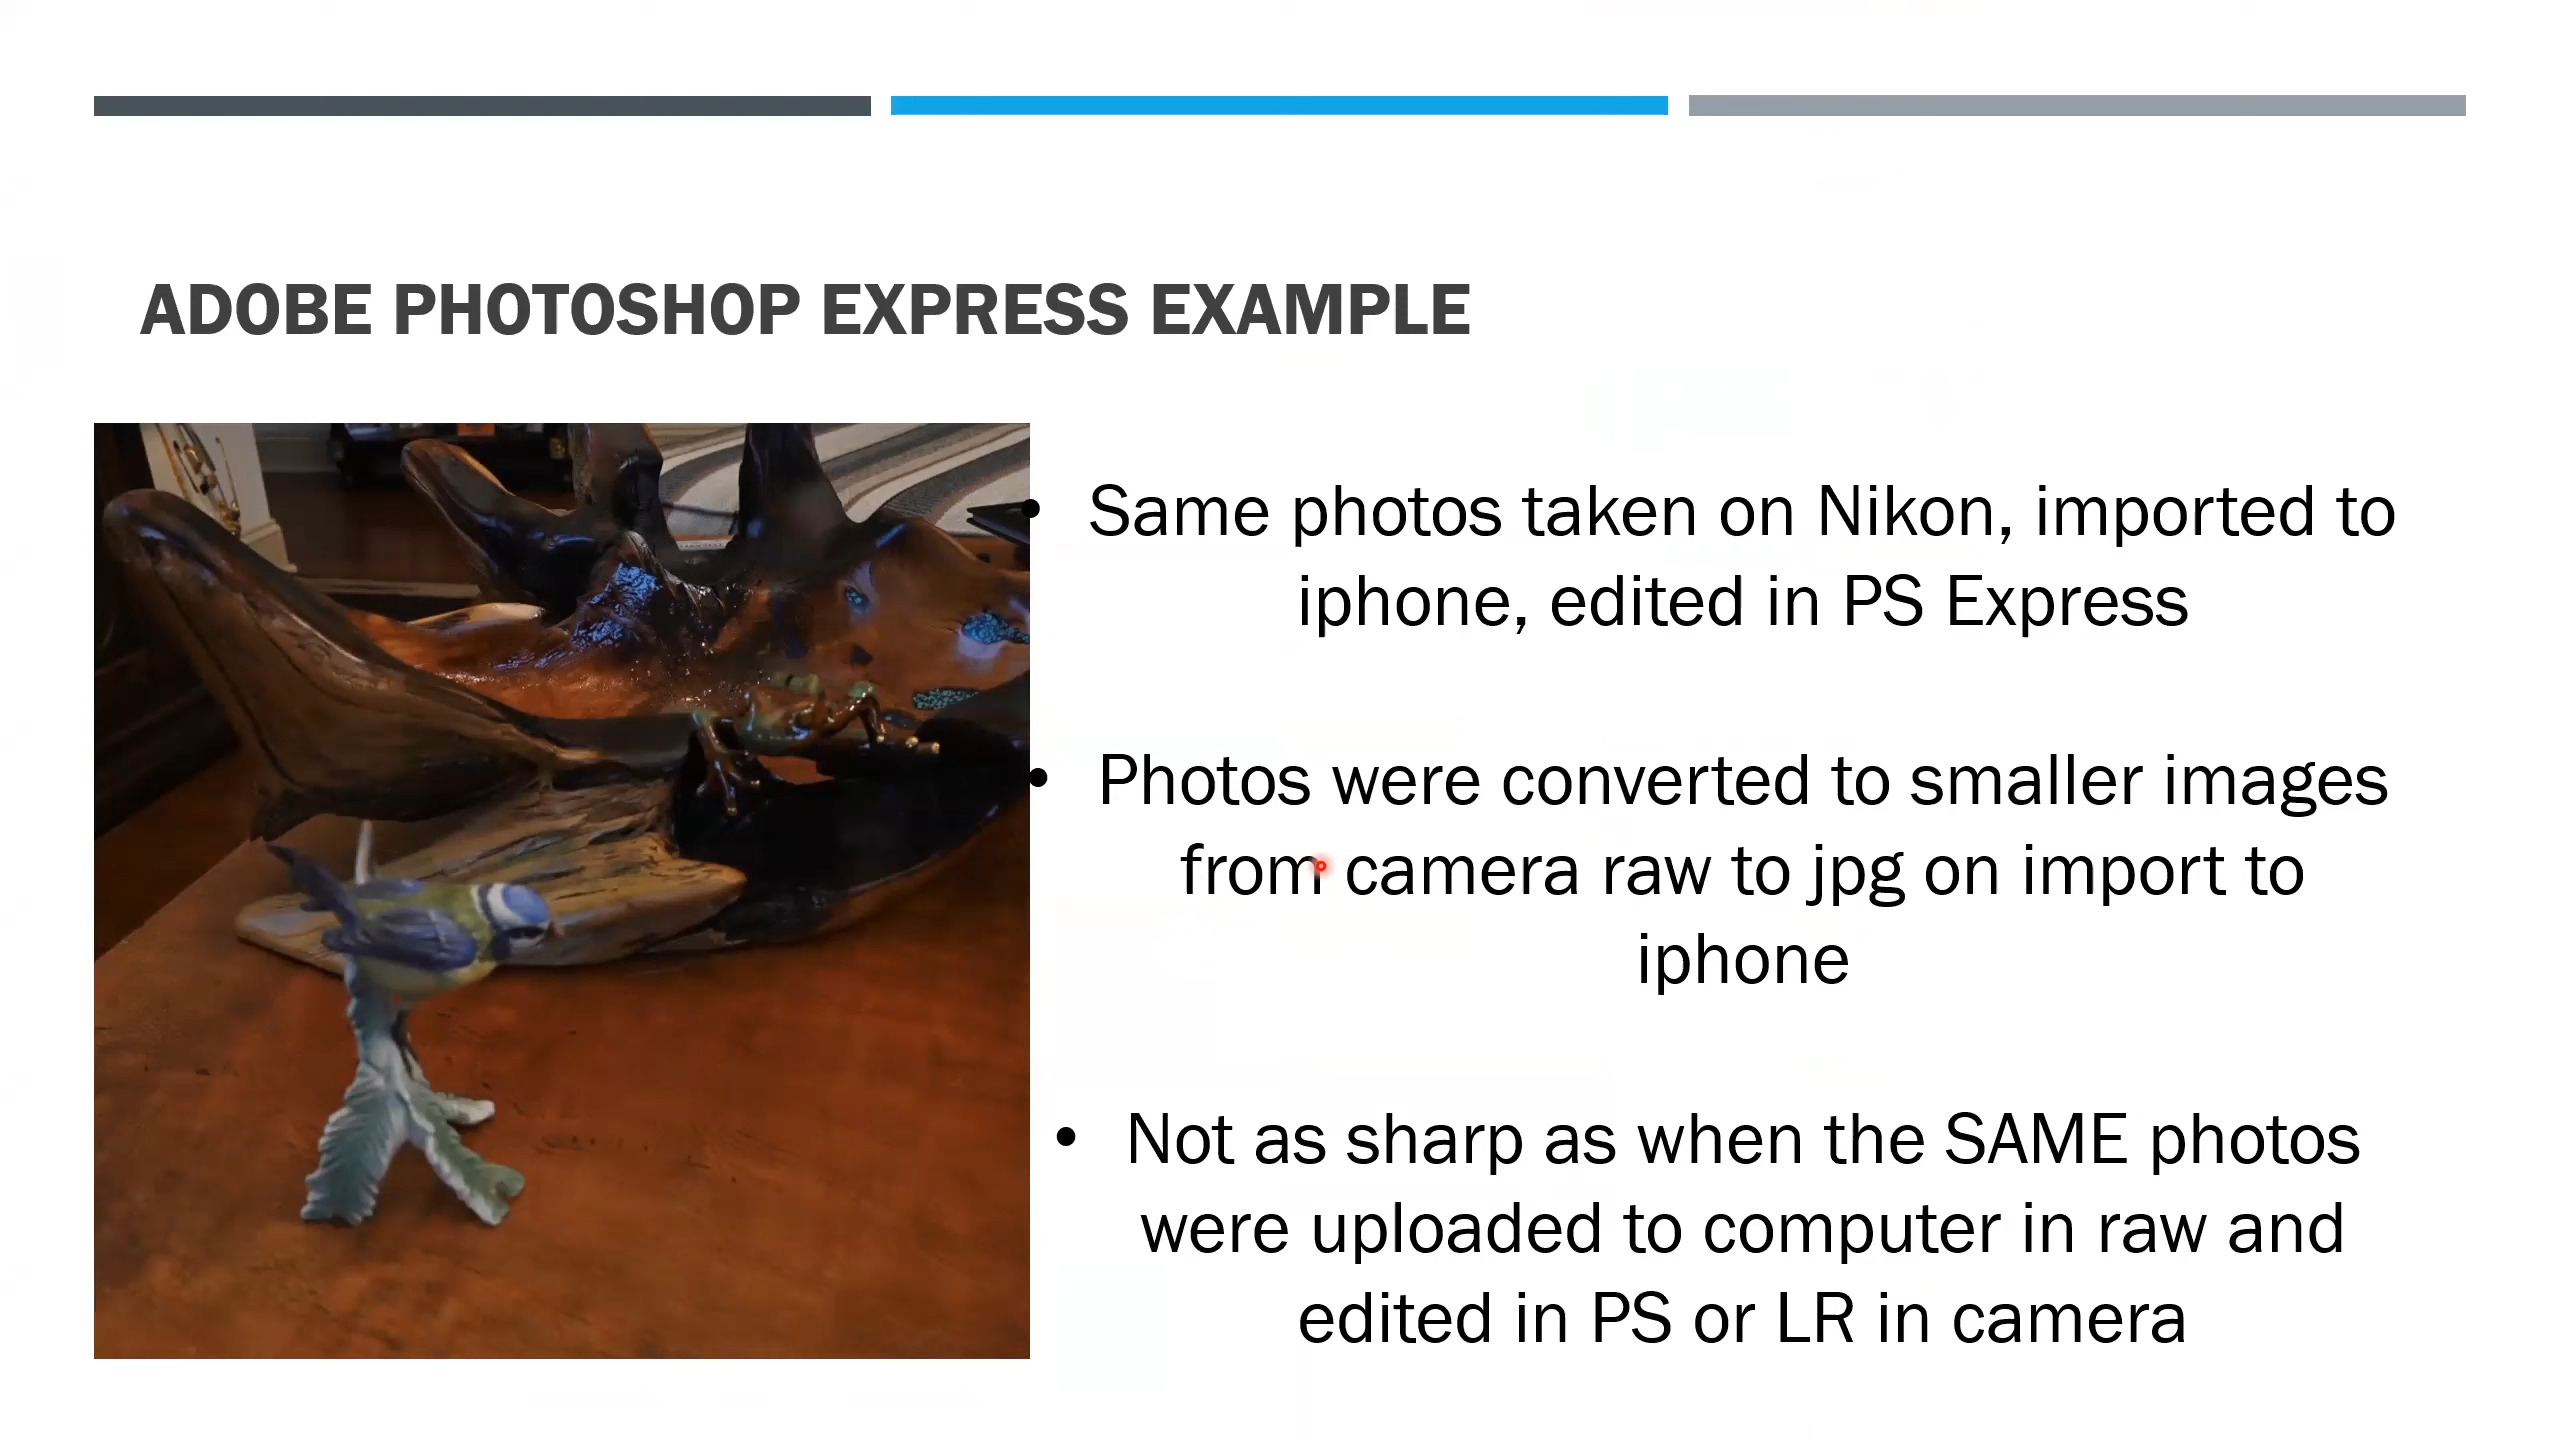 ADOBE PHOTOSHOP EXPRESS EXAMPLE
• Same photos taken on Nikon, imported to
iphone, edited in PS Express
• Photos were converted to smaller images
from camera raw to jpg on import to
iphone
• Not as sharp as when the SAME photos
were uploaded to computer in raw and
edited in PS or LR in camera